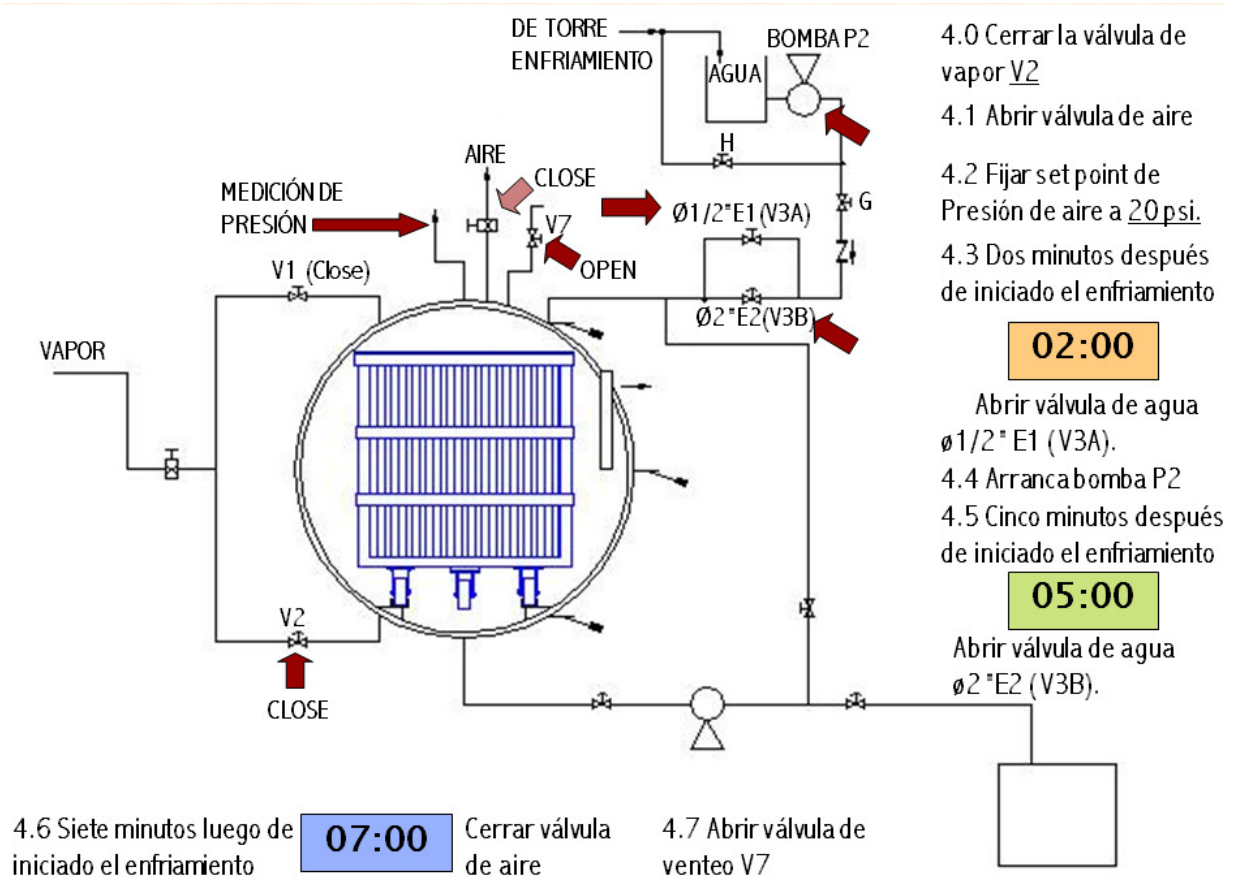 DE TORRE
ENFRIAMIENTO
BOMBA P2
AGUA
H
G
AIRE
CLOSE
MEDICIÓN DE
PRESIÓN
Ø1/2"E1(V3A)
V7
OPEN
V1 (Close)
Ø2"E2(V3B)
VAPOR
V2
CLOSE
4.0 Cerrar la válvula de
vapor V2
4.1 Abrir válvula de aire
4.2 Fijar set point de
Presión de aire a 20 psi.
4.3 Dos minutos después
de iniciado el enfriamiento
02:00
Abrir válvula de agua
ø1/2" E1 (V3A).
4.4 Arranca bomba P2
4.5 Cinco minutos después
de iniciado el enfriamiento
05:00
Abrir válvula de agua
ø2"E2 (V3B).
4.6 Siete minutos luego de
iniciado el enfriamiento
07:00
Cerrar válvula
de aire
4.7 Abrir válvula de
venteo V7